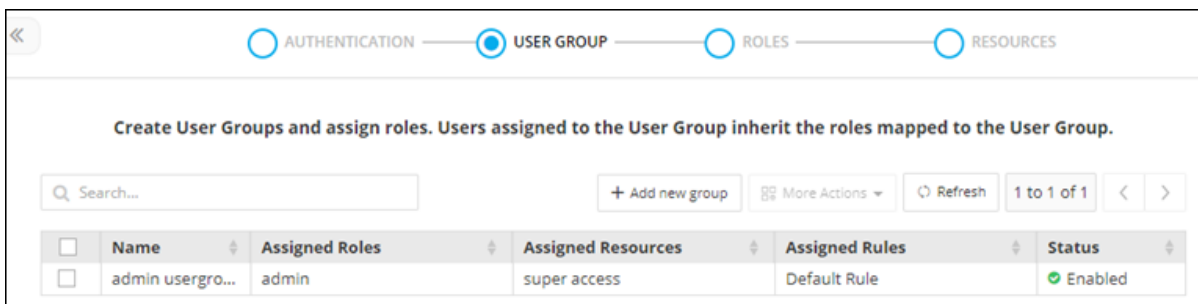 AUTHENTICATION USER GROUP ROLES RESOURCES
Create User Groups and assign roles. Users assigned to the User Group inherit the roles mapped to the User Group.
Search... + Add new group More Actions Refresh 1 to 1 of 1
Name Assigned Roles Assigned Resources Assigned Rules Status
admin usergro... admin super access Default Rule Enabled